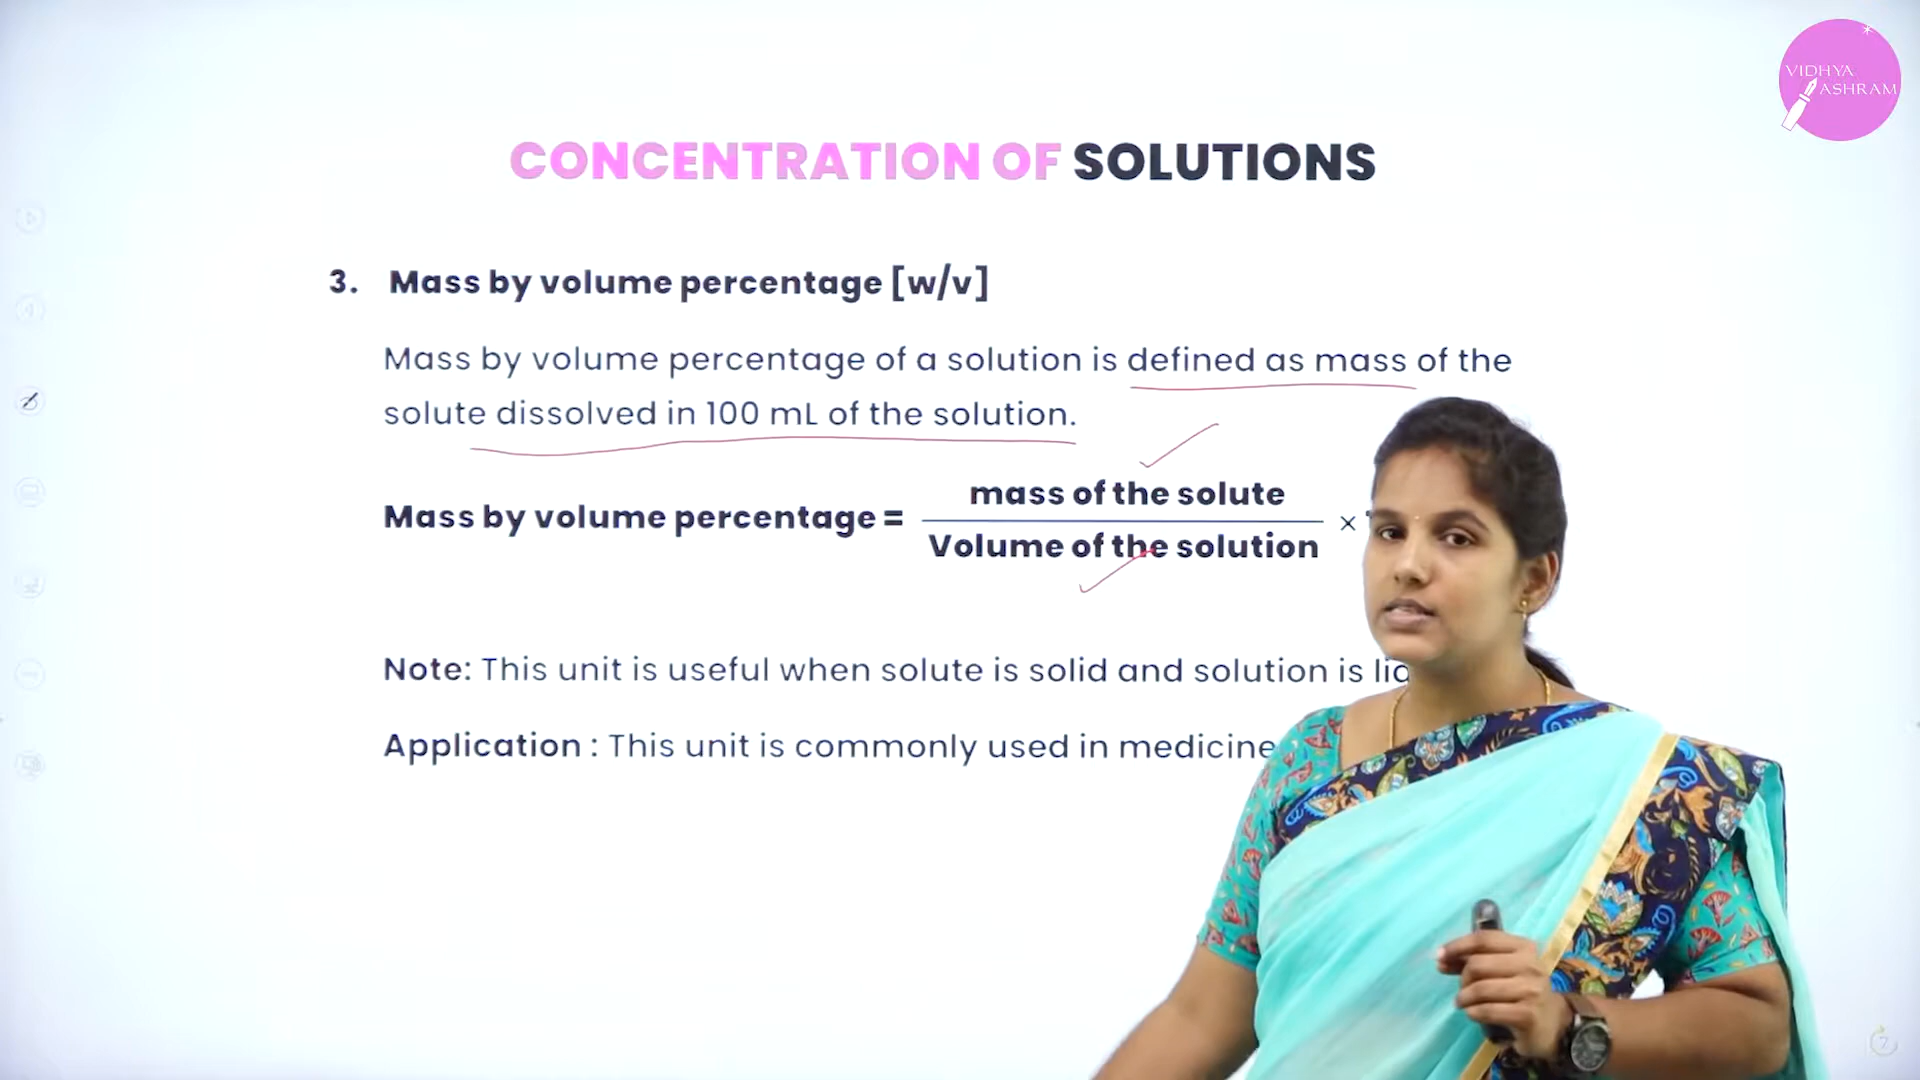 VIDHYA
ASHRAM
CONCENTRATION OF SOLUTIONS
3. Mass by volume percentage [w/v]
Mass by volume percentage of a solution is defined as mass of the
solute dissolved in 100 mL of the solution.
mass of the solute
Mass by volume percentage = ×
Volume of the solution
Note: This unit is useful when solute is solid and solution is
Application : This unit is commonly used in medicine
7